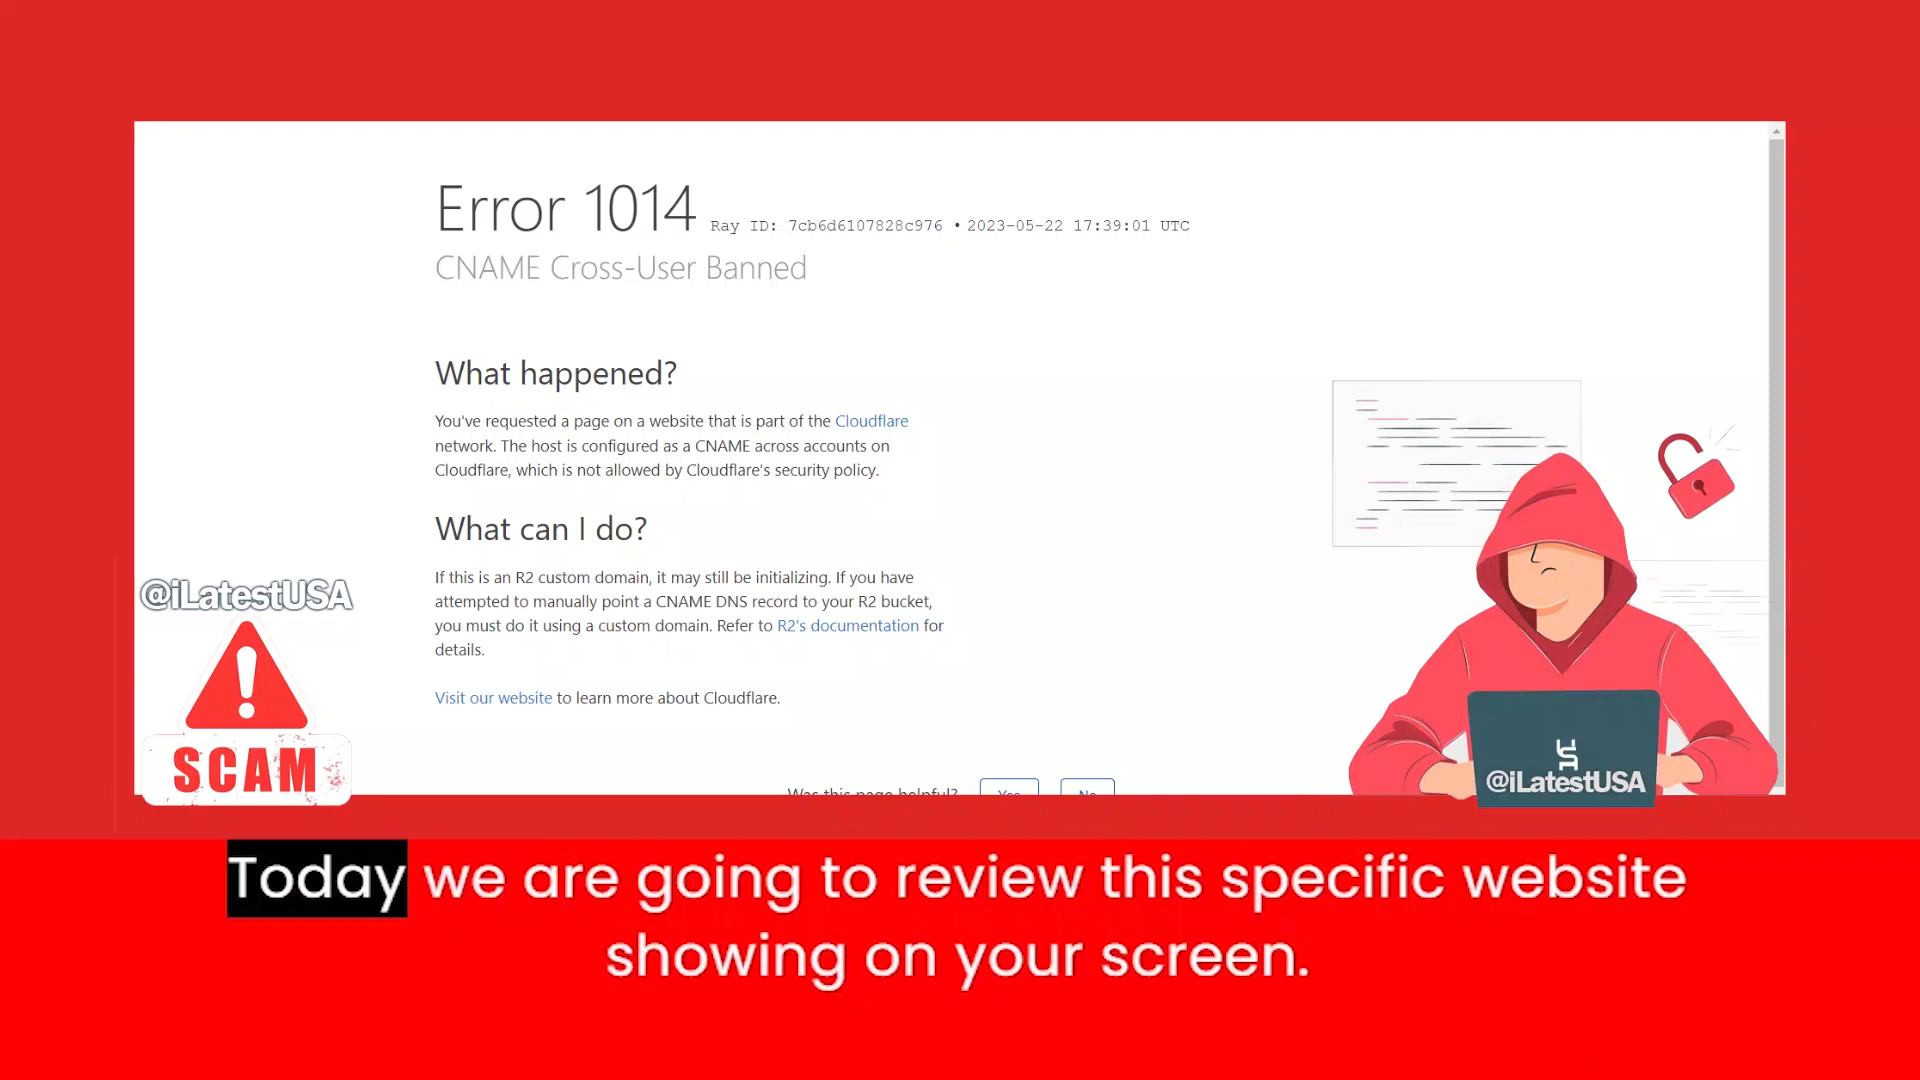 Error 1014 Ray ID: 7cb6d6107828c976 • 2023-05-22 17:39:01 UTC
CNAME Cross-User Banned
What happened?
You've requested a page on a website that is part of the Cloudflare
network. The host is configured as a CNAME across accounts on
Cloudflare, which is not allowed by Cloudflare's security policy.
What can I do?
If this is an R2 custom domain, it may still be initializing. If you have
attempted to manually point a CNAME DNS record to your R2 bucket,
you must do it using a custom domain. Refer to R2's documentation for
details.
Visit our website to learn more about Cloudflare.
Was this page helpful? Yes No
@iLatestUSA
SCAM
@iLatestUSA
Today we are going to review this specific website
showing on your screen.